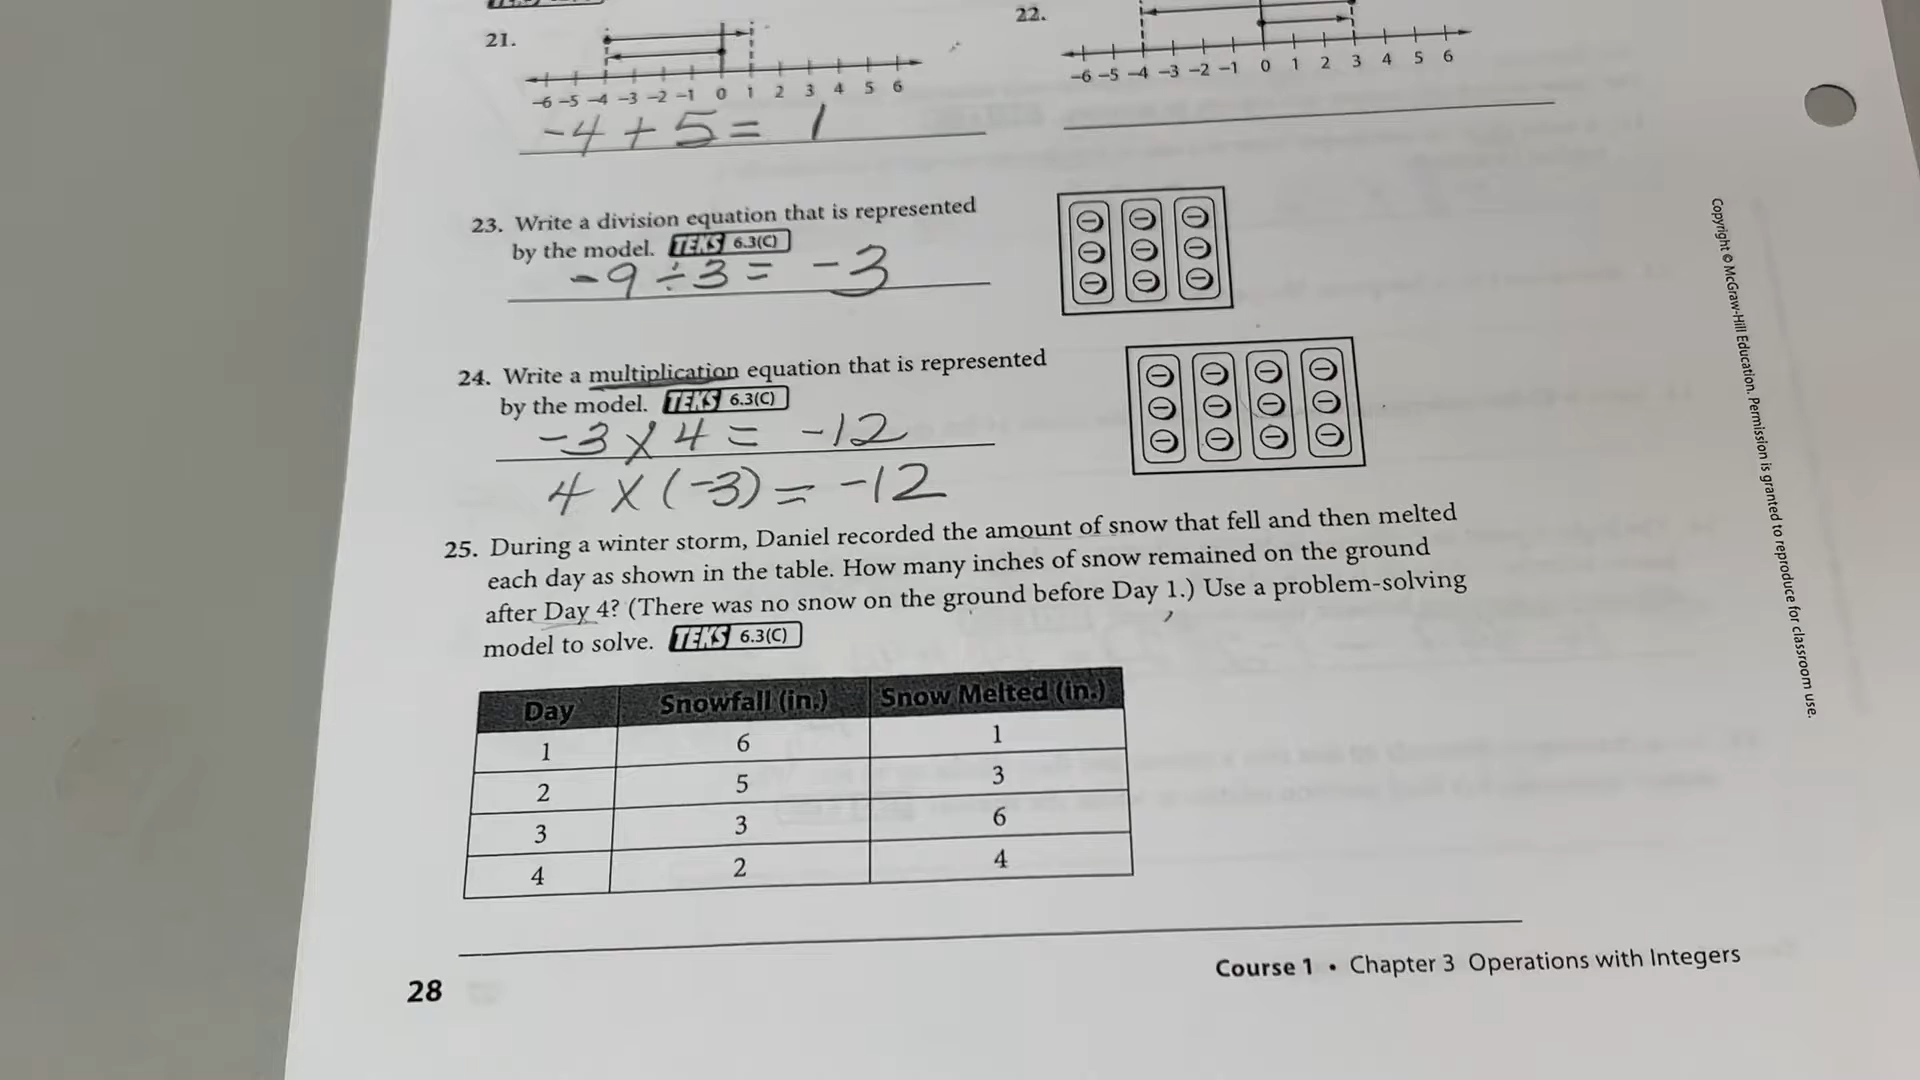 21.
-6 -5 -4 -3 -2 -1 0 1 2 3 4 5 6
-4 + 5 = 1
22.
-6 -5 -4 -3 -2 -1 0 1 2 3 4 5 6
23. Write a division equation that is represented
by the model. TEKS 6.3(C)
-9 ÷ 3 = -3
24. Write a multiplication equation that is represented
by the model. TEKS 6.3(C)
-3 x 4 = -12
4 x (-3) = -12
25. During a winter storm, Daniel recorded the amount of snow that fell and then melted
each day as shown in the table. How many inches of snow remained on the ground
after Day 4? (There was no snow on the ground before Day 1.) Use a problem-solving
model to solve. TEKS 6.3(C)
Day Snowfall (in.) Snow Melted (in.)
1 6 1
2 5 3
3 3 6
4 2 4
28
Course 1 • Chapter 3 Operations with Integers
Copyright © McGraw-Hill Education. Permission is granted to reproduce for classroom use.